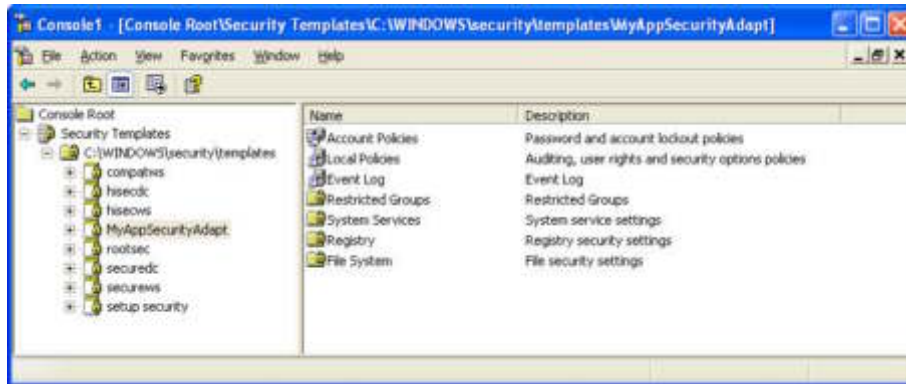 Console1 - [Console Root\Security Templates\C:\WINDOWS\security\templates\MyAppSecurityAdapt]
File Action View Favorites Window Help
Console Root
Security Templates
C:\WINDOWS\security\templates
compatws
hisecdc
hisecws
MyAppSecurityAdapt
rootsec
securedc
securews
setup security
Name Description
Account Policies Password and account lockout policies
Local Policies Auditing, user rights and security options policies
Event Log Event Log
Restricted Groups Restricted Groups
System Services System service settings
Registry Registry security settings
File System File security settings